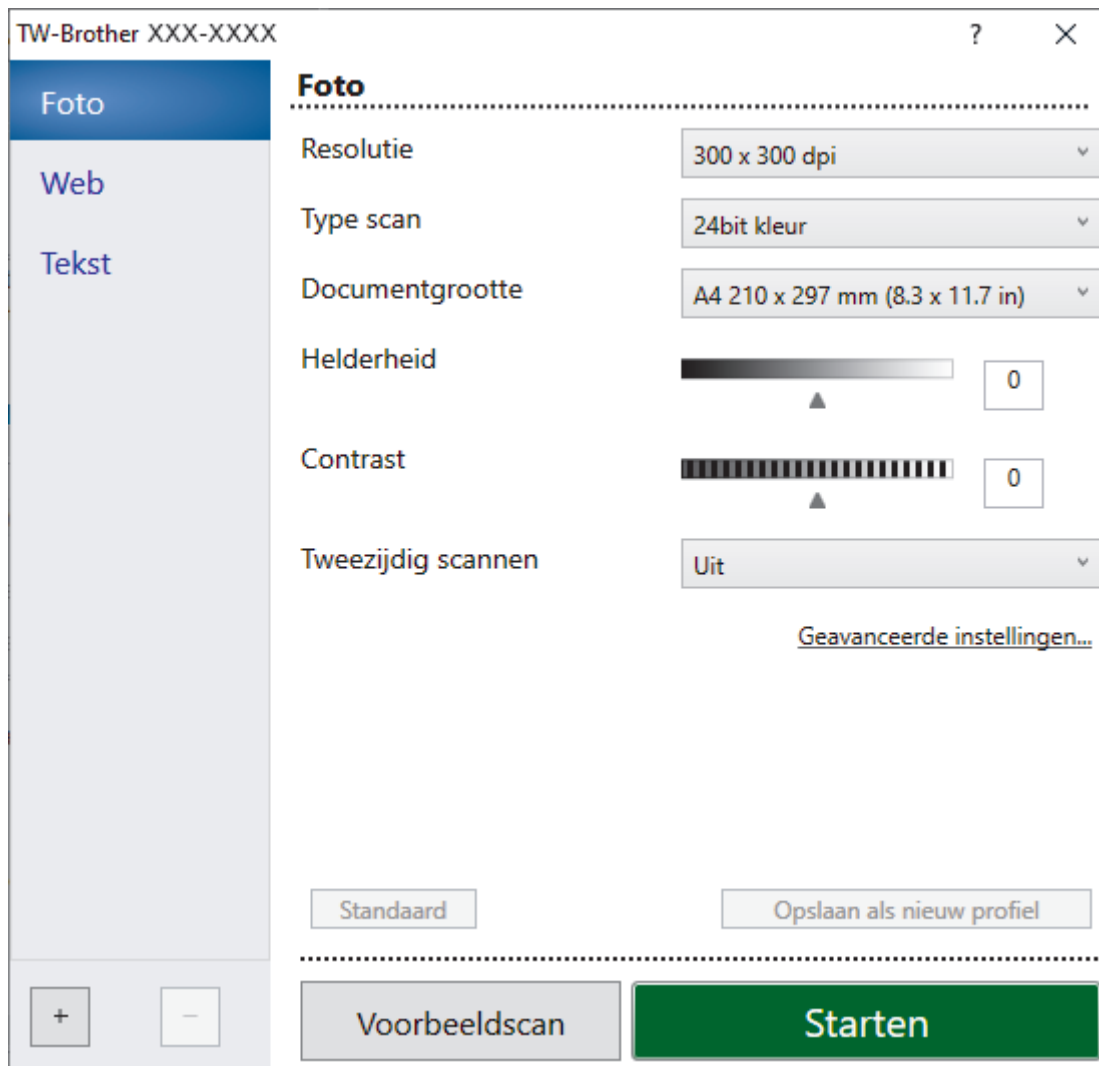 TW-Brother XXX-XXXX
?
Foto
Web
Tekst
Foto
Resolutie
300 x 300 dpi
Type scan
24bit kleur
Documentgrootte
A4 210 x 297 mm (8.3 x 11.7 in)
Helderheid
0
Contrast
0
Tweezijdig scannen
Uit
Geavanceerde instellingen...
Standaard
Opslaan als nieuw profiel
+
−
Voorbeeldscan
Starten